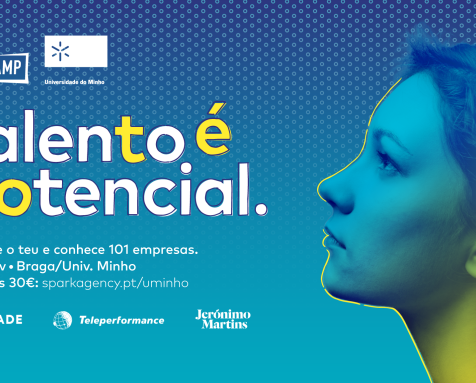 AMP
Universidade do Minho
alento é
otencial.
e o teu e conhece 101 empresas.
v • Braga/Univ. Minho
s 30€: sparkagency.pt/uminho
ADE
Teleperformance
Jerónimo
Martins